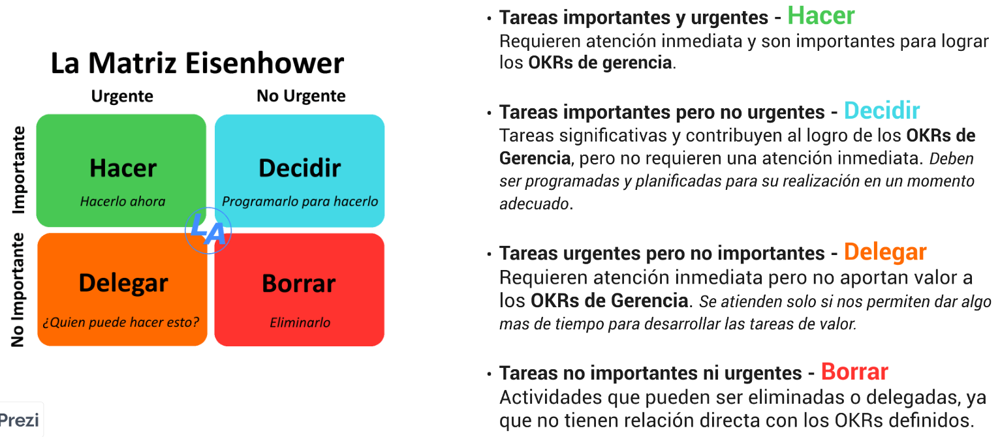 La Matriz Eisenhower
Urgente
No Urgente
Importante
Hacer
Hacerlo ahora
Decidir
Programarlo para hacerlo
LA
No Importante
Delegar
¿Quien puede hacer esto?
Borrar
Eliminarlo
Prezi
• Tareas importantes y urgentes - Hacer
Requieren atención inmediata y son importantes para lograr
los OKRs de gerencia.
• Tareas importantes pero no urgentes - Decidir
Tareas significativas y contribuyen al logro de los OKRs de
Gerencia, pero no requieren una atención inmediata. Deben
ser programadas y planificadas para su realización en un momento
adecuado.
• Tareas urgentes pero no importantes - Delegar
Requieren atención inmediata pero no aportan valor a
los OKRs de Gerencia. Se atienden solo si nos permiten dar algo
mas de tiempo para desarrollar las tareas de valor.
• Tareas no importantes ni urgentes - Borrar
Actividades que pueden ser eliminadas o delegadas, ya
que no tienen relación directa con los OKRs definidos.